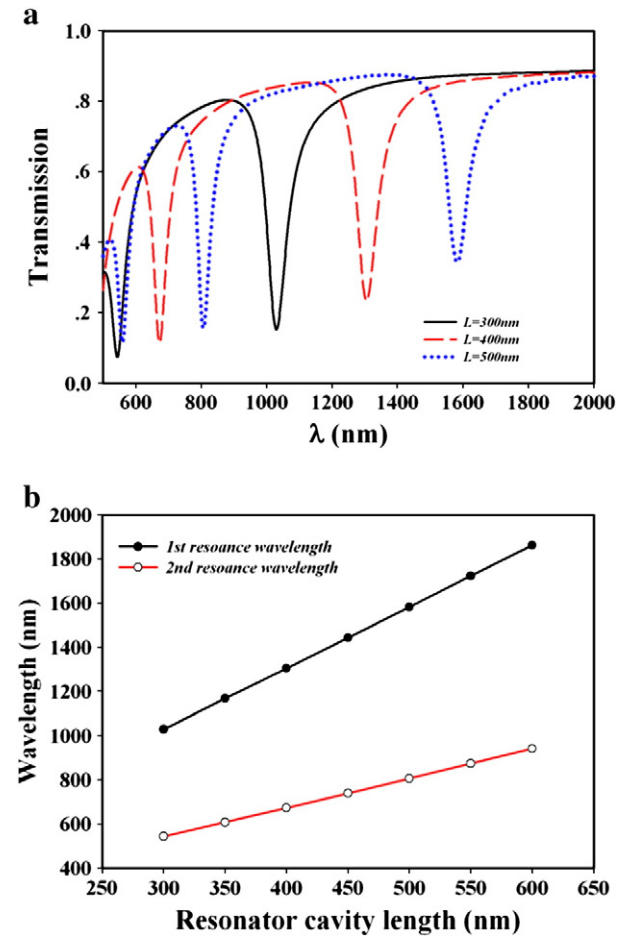 a
1.0
.8
.6
.4
.2
0.0
Transmission
L=300nm
L=400nm
L=500nm
600 800 1000 1200 1400 1600 1800 2000
λ (nm)
b
2000
1800
1600
1400
1200
1000
800
600
400
Wavelength (nm)
1st resoance wavelength
2nd resoance wavelength
250 300 350 400 450 500 550 600 650
Resonator cavity length (nm)